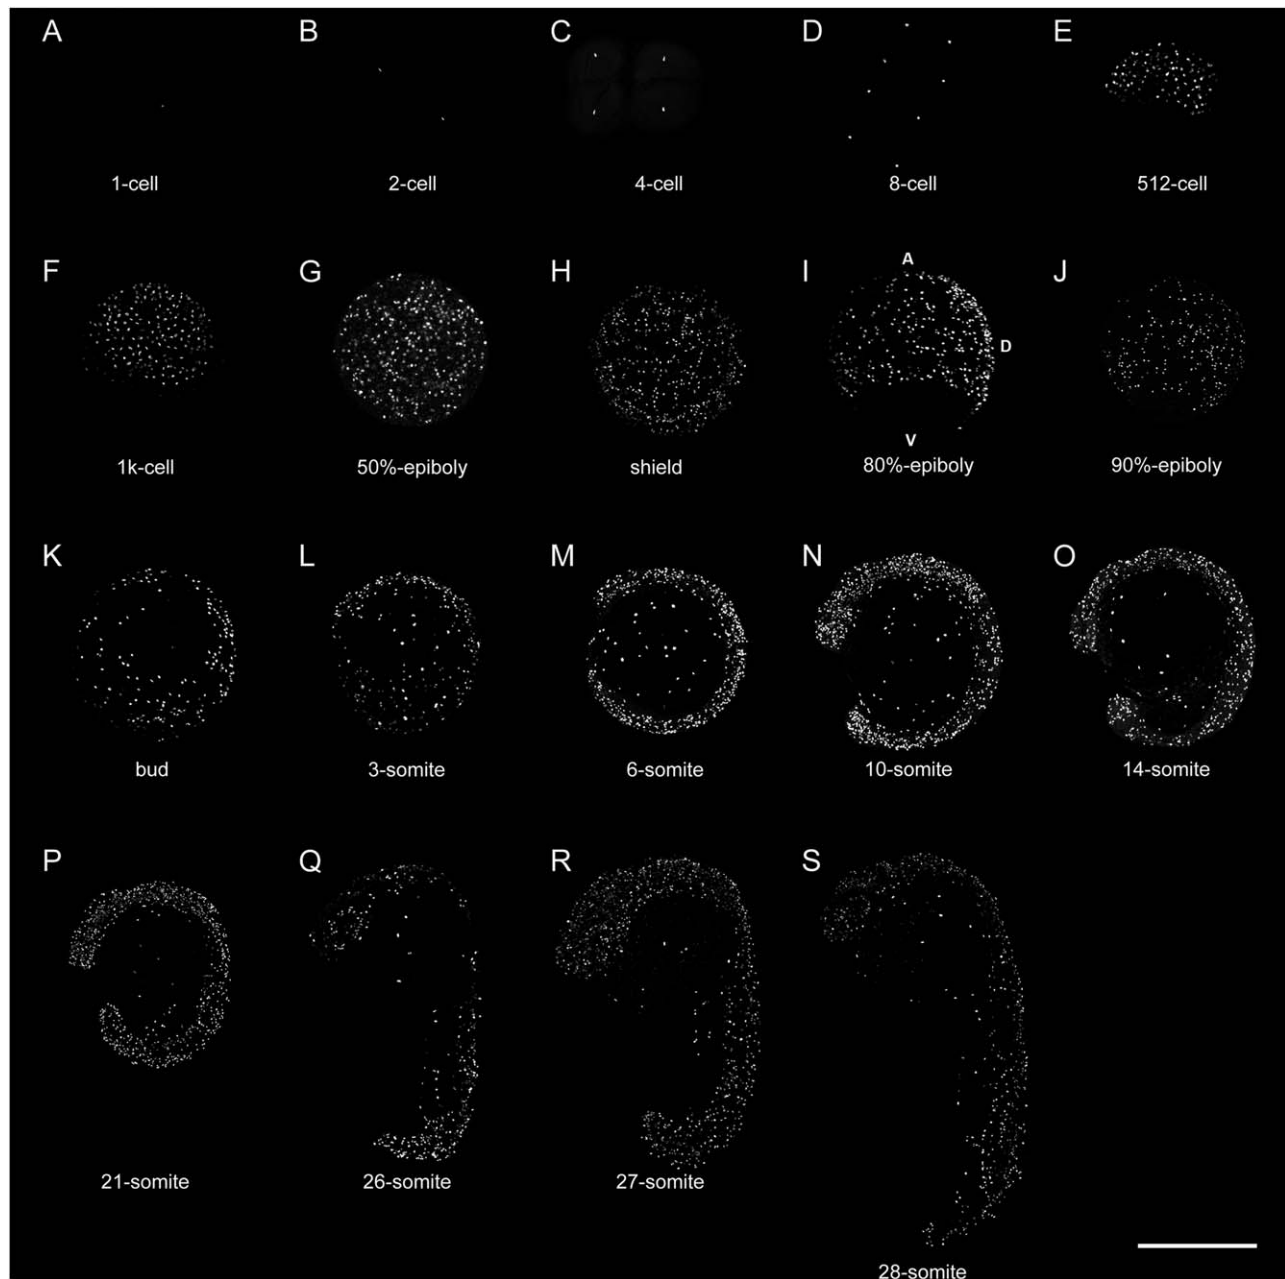 A B C D E
1-cell 2-cell 4-cell 8-cell 512-cell
F G H I J
A
D
V
1k-cell 50%-epiboly shield 80%-epiboly 90%-epiboly
K L M N O
bud 3-somite 6-somite 10-somite 14-somite
P Q R S
21-somite 26-somite 27-somite
28-somite